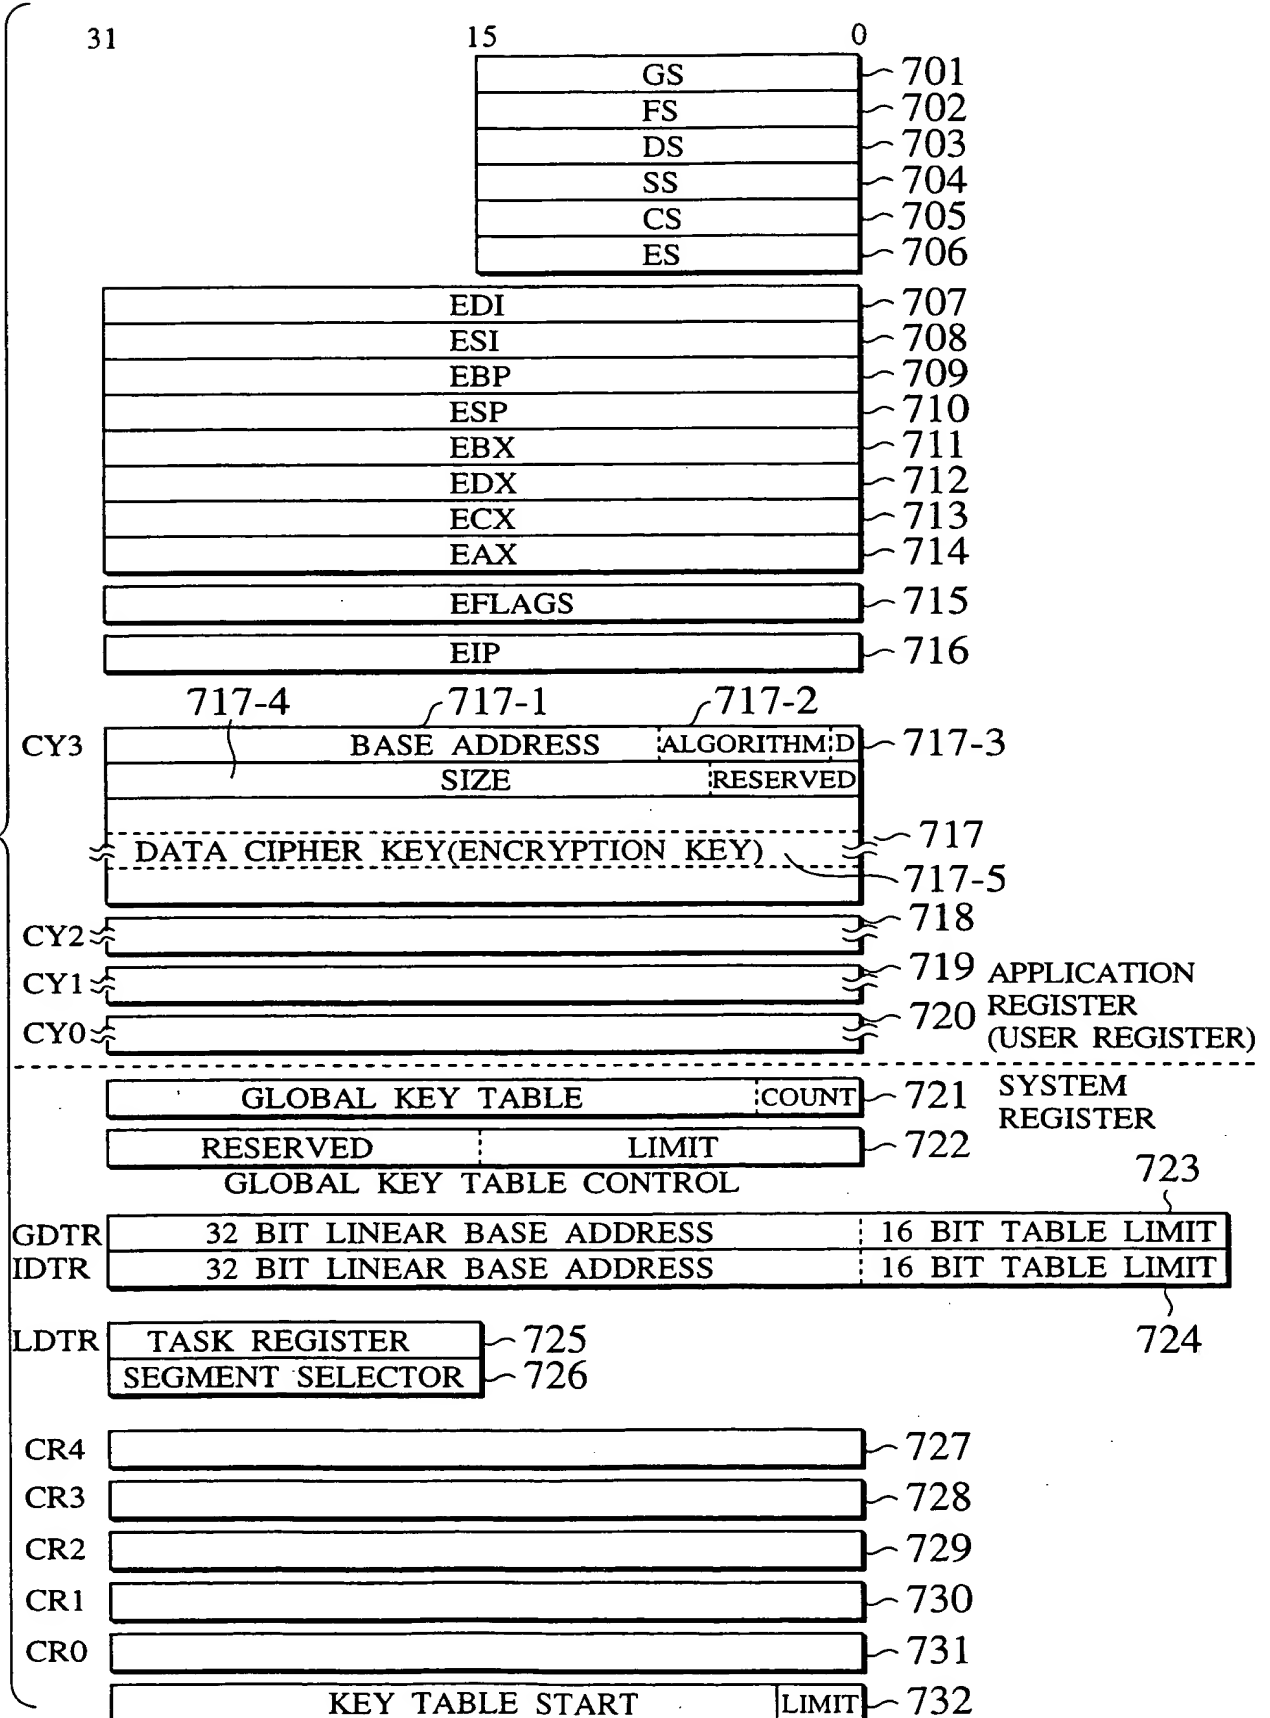 31 15 0
GS 701
FS 702
DS 703
SS 704
CS 705
ES 706
EDI 707
ESI 708
EBP 709
ESP 710
EBX 711
EDX 712
ECX 713
EAX 714
EFLAGS 715
EIP 716
717-4 717-1 717-2
CY3 BASE ADDRESS ALGORITHM D 717-3
SIZE RESERVED
717
DATA CIPHER KEY(ENCRYPTION KEY)
717-5
718
CY2
719
CY1
720
CY0
APPLICATION
REGISTER
(USER REGISTER)
GLOBAL KEY TABLE COUNT 721
SYSTEM
REGISTER
RESERVED LIMIT 722
GLOBAL KEY TABLE CONTROL
723
GDTR 32 BIT LINEAR BASE ADDRESS 16 BIT TABLE LIMIT
IDTR 32 BIT LINEAR BASE ADDRESS 16 BIT TABLE LIMIT
724
LDTR TASK REGISTER 725
SEGMENT SELECTOR 726
CR4 727
CR3 728
CR2 729
CR1 730
CR0 731
KEY TABLE START LIMIT 732